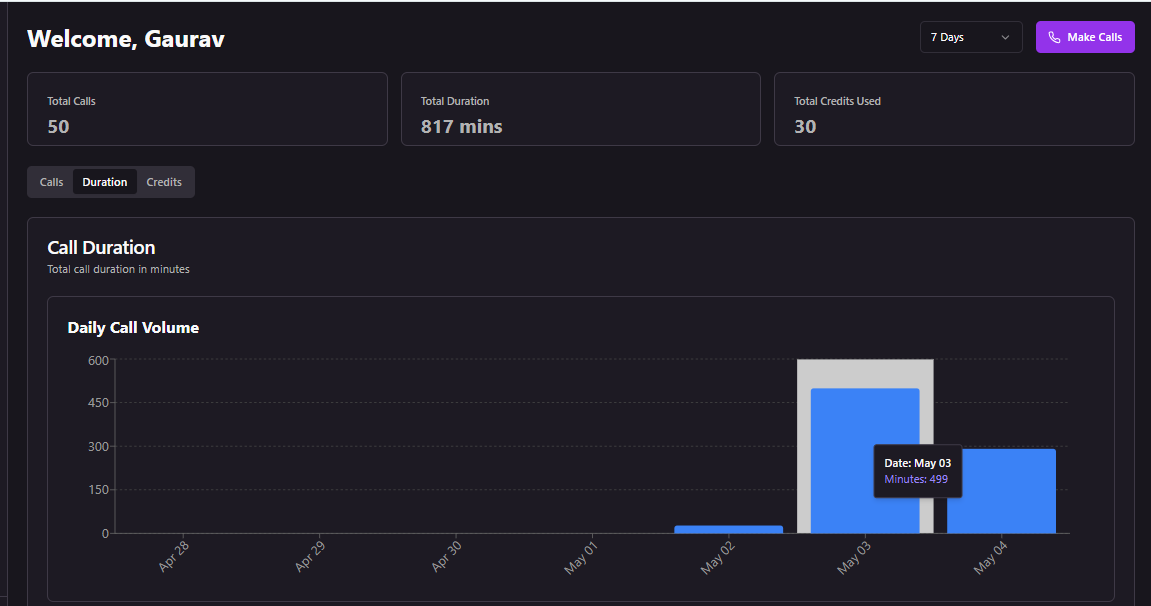 Welcome, Gaurav
7 Days
Make Calls
Total Calls
50
Total Duration
817 mins
Total Credits Used
30
Calls
Duration
Credits
Call Duration
Total call duration in minutes
Daily Call Volume
600
450
300
150
0
Date: May 03
Minutes: 499
Apr 28
Apr 29
Apr 30
May 01
May 02
May 03
May 04